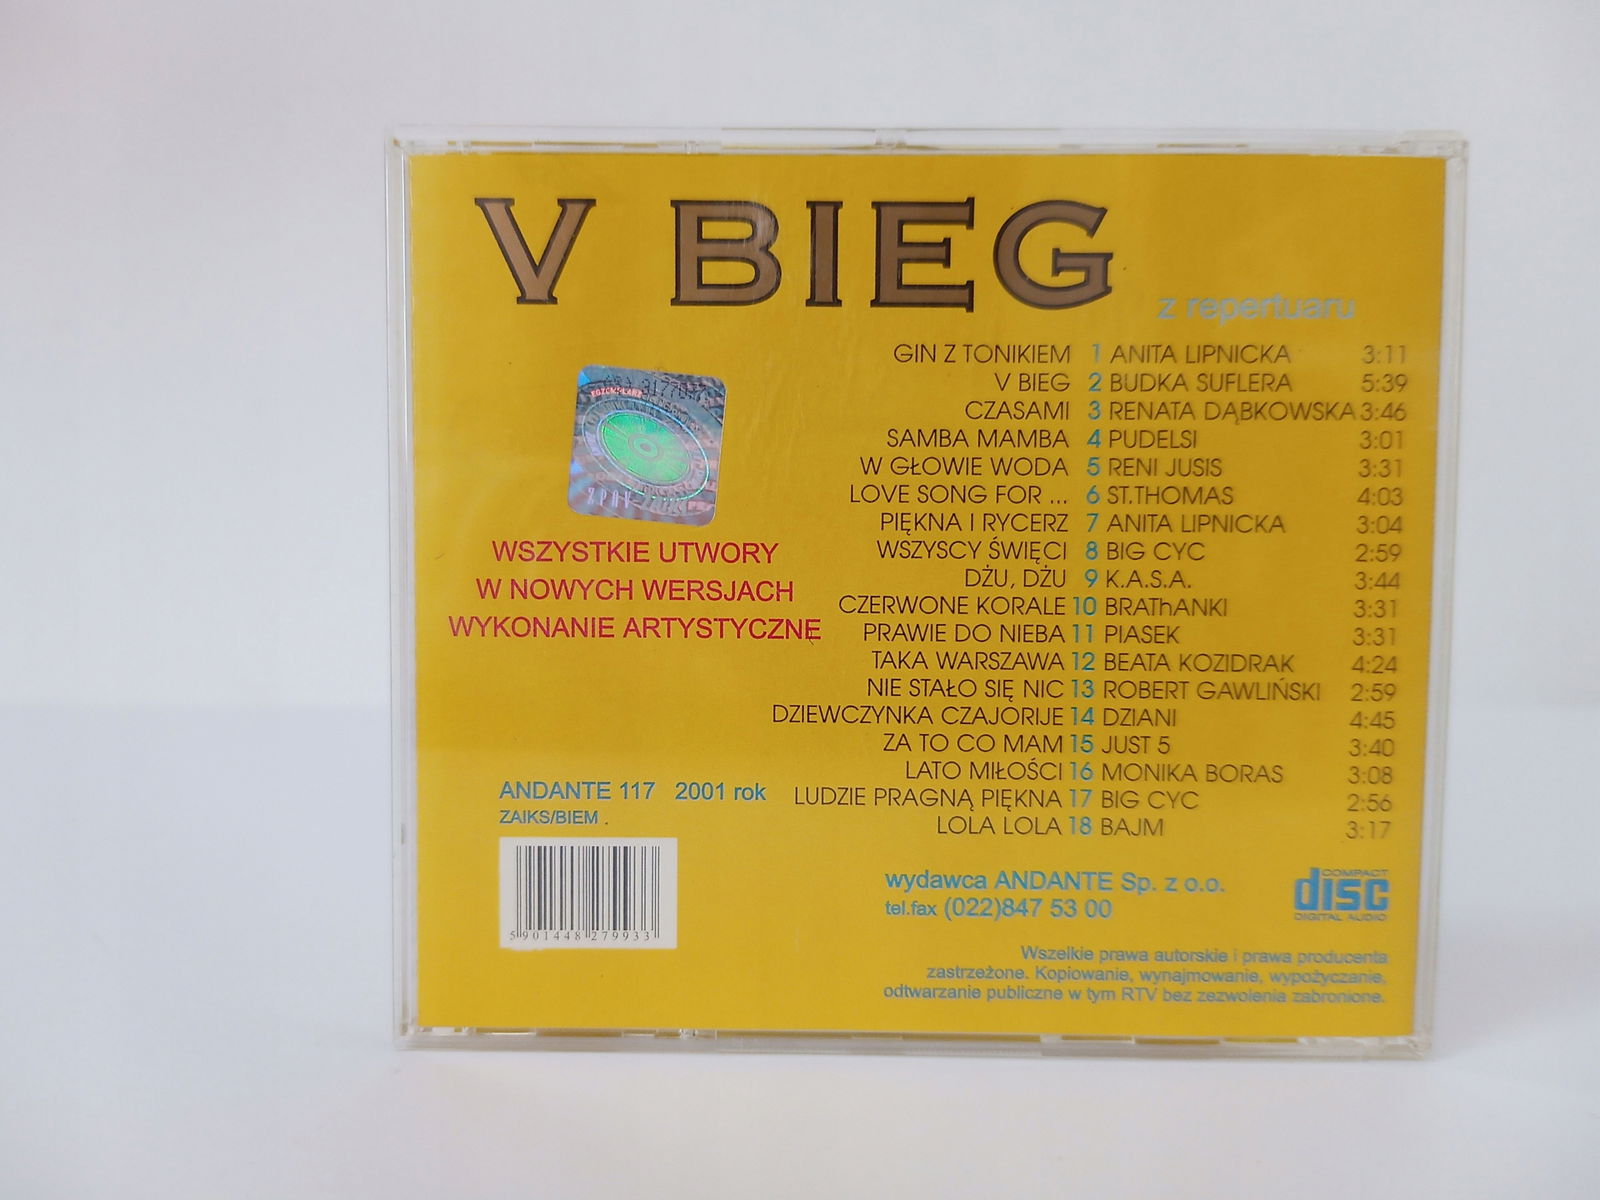 V BIEG
z repertuaru
GIN Z TONIKIEM 1 ANITA LIPNICKA 3:11
V BIEG 2 BUDKA SUFLERA 5:39
CZASAMI 3 RENATA DĄBKOWSKA 3:46
SAMBA MAMBA 4 PUDELSI 3:01
W GŁOWIE WODA 5 RENI JUSIS 3:31
LOVE SONG FOR ... 6 ST.THOMAS 4:03
PIĘKNA I RYCERZ 7 ANITA LIPNICKA 3:04
WSZYSCY ŚWIĘCI 8 BIG CYC 2:59
DŻU, DŻU 9 K.A.S.A. 3:44
CZERWONE KORALE 10 BRAThANKI 3:31
PRAWIE DO NIEBA 11 PIASEK 3:31
TAKA WARSZAWA 12 BEATA KOZIDRAK 4:24
NIE STAŁO SIĘ NIC 13 ROBERT GAWLIŃSKI 2:59
DZIEWCZYNKA CZAJORIJE 14 DZIANI 4:45
ZA TO CO MAM 15 JUST 5 3:40
LATO MIŁOŚCI 16 MONIKA BORAS 3:08
LUDZIE PRAGNĄ PIĘKNA 17 BIG CYC 2:56
LOLA LOLA 18 BAJM 3:17
ZPAV
WSZYSTKIE UTWORY
W NOWYCH WERSJACH
WYKONANIE ARTYSTYCZNE
ANDANTE 117 2001 rok
ZAIKS/BIEM .
5 901448 279933
wydawca ANDANTE Sp. z o.o.
tel.fax (022)847 53 00
COMPACT
disc
DIGITAL AUDIO
Wszelkie prawa autorskie i prawa producenta
zastrzeżone. Kopiowanie, wynajmowanie, wypożyczanie,
odtwarzanie publiczne w tym RTV bez zezwolenia zabronione.